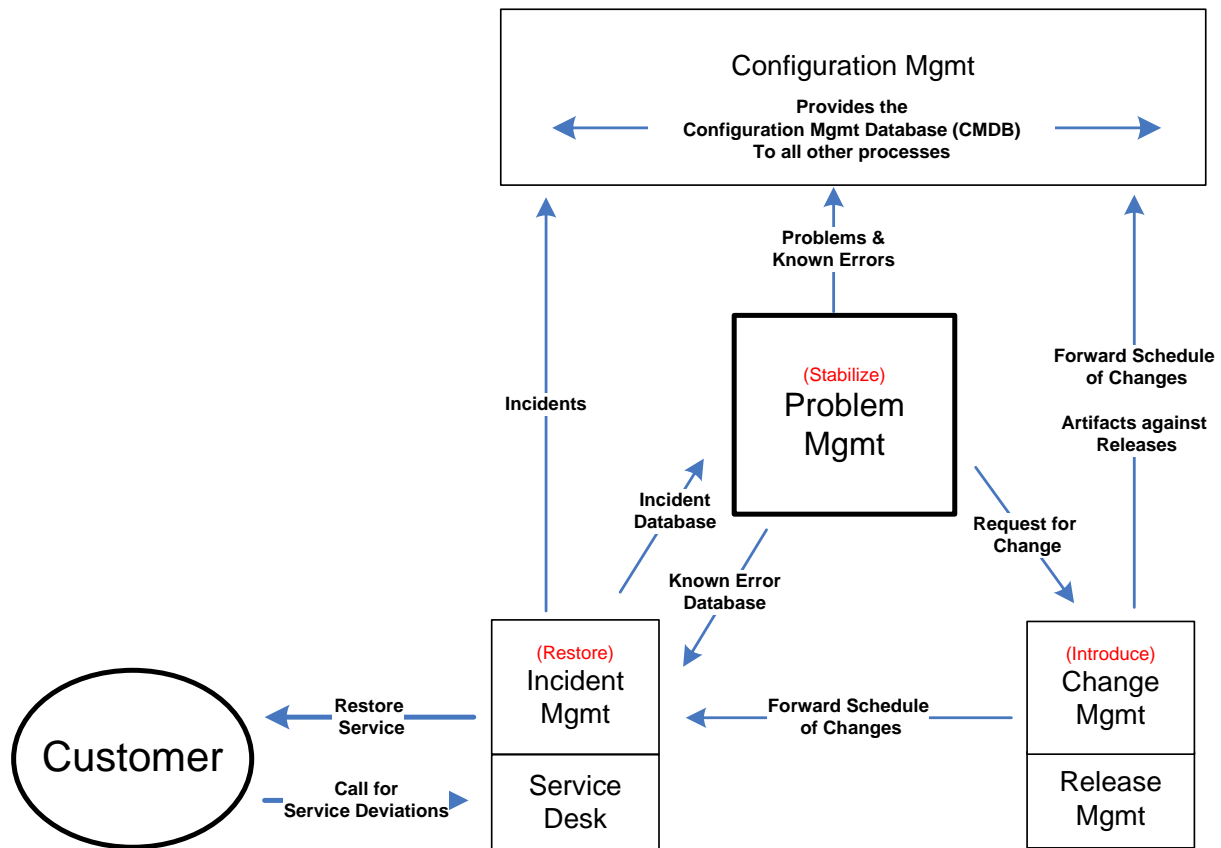 Configuration Mgmt
Provides the
Configuration Mgmt Database (CMDB)
To all other processes
Problems &
Known Errors
(Stabilize)
Problem
Mgmt
Forward Schedule
of Changes
Artifacts against
Releases
Incidents
Incident
Database
Request for
Change
Known Error
Database
(Restore)
Incident
Mgmt
(Introduce)
Change
Mgmt
Restore
Service
Forward Schedule
of Changes
Customer
Call for
Service Deviations
Service
Desk
Release
Mgmt